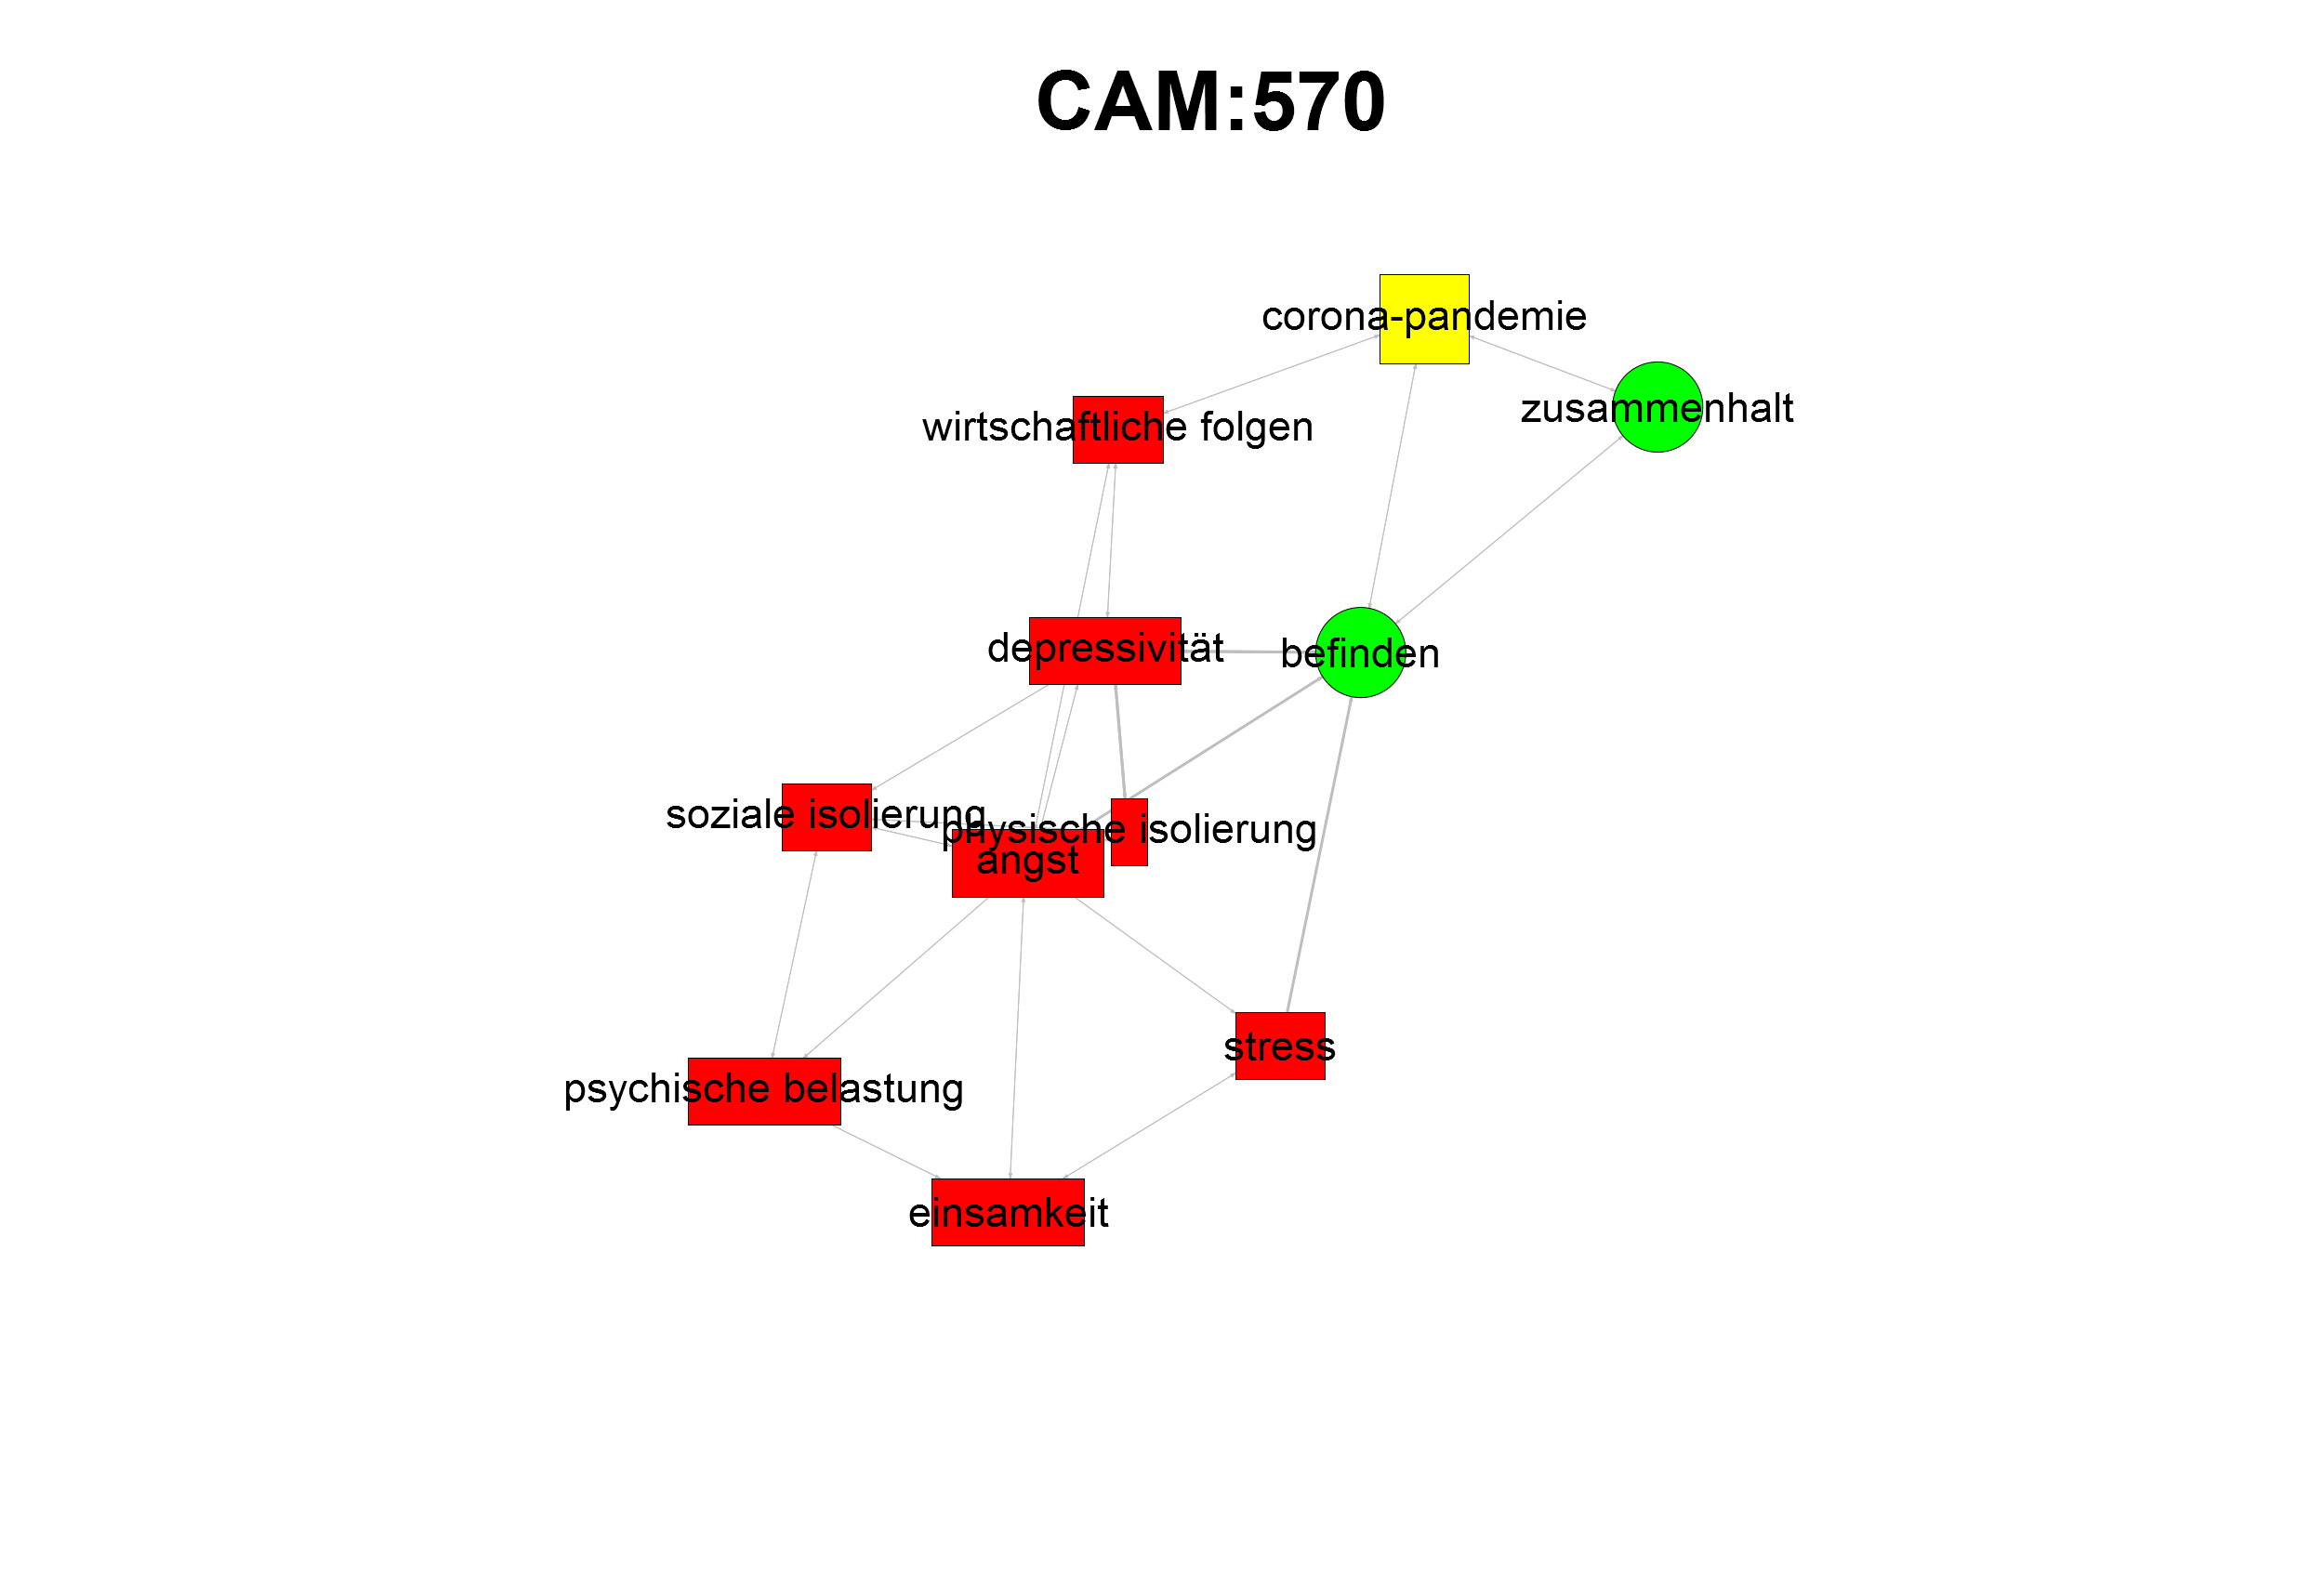 CAM:570
corona-pandemie
zusammenhalt
wirtschaftliche folgen
depressivität
befinden
soziale isolierung
physische isolierung
angst
stress
psychische belastung
einsamkeit